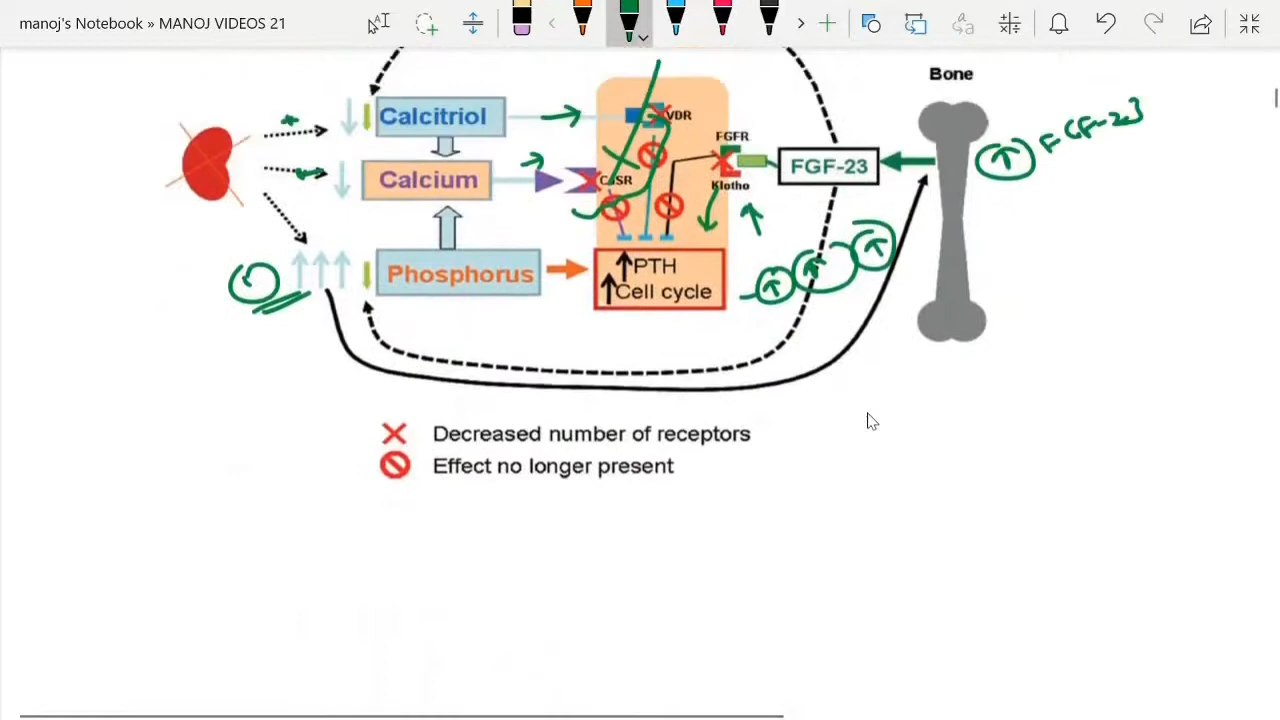 manoj's Notebook » MANOJ VIDEOS 21
Bone
Calcitriol
VDR
FGFR
FGF-23
FGF-23
Calcium
CaSR
Klotho
Phosphorus
PTH
Cell cycle
Decreased number of receptors
Effect no longer present